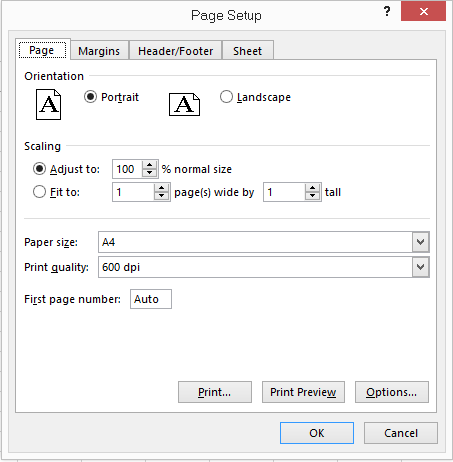 Page Setup ?
Page Margins Header/Footer Sheet
Orientation
A Portrait A Landscape
Scaling
Adjust to: 100 % normal size
Fit to: 1 page(s) wide by 1 tall
Paper size: A4
Print quality: 600 dpi
First page number: Auto
Print... Print Preview Options...
OK Cancel